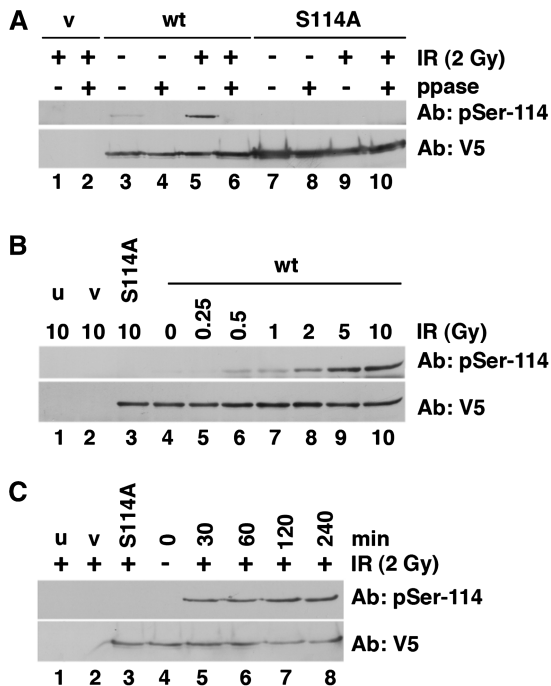 A
v wt S114A
+ + - - + + - - + + IR (2 Gy)
- + - + - + - + - + ppase
Ab: pSer-114
Ab: V5
1 2 3 4 5 6 7 8 9 10
B
u v S114A wt
10 10 10 0 0.25 0.5 1 2 5 10 IR (Gy)
Ab: pSer-114
Ab: V5
1 2 3 4 5 6 7 8 9 10
C
u v S114A 0 30 60 120 240 min
+ + + - + + + + IR (2 Gy)
Ab: pSer-114
Ab: V5
1 2 3 4 5 6 7 8